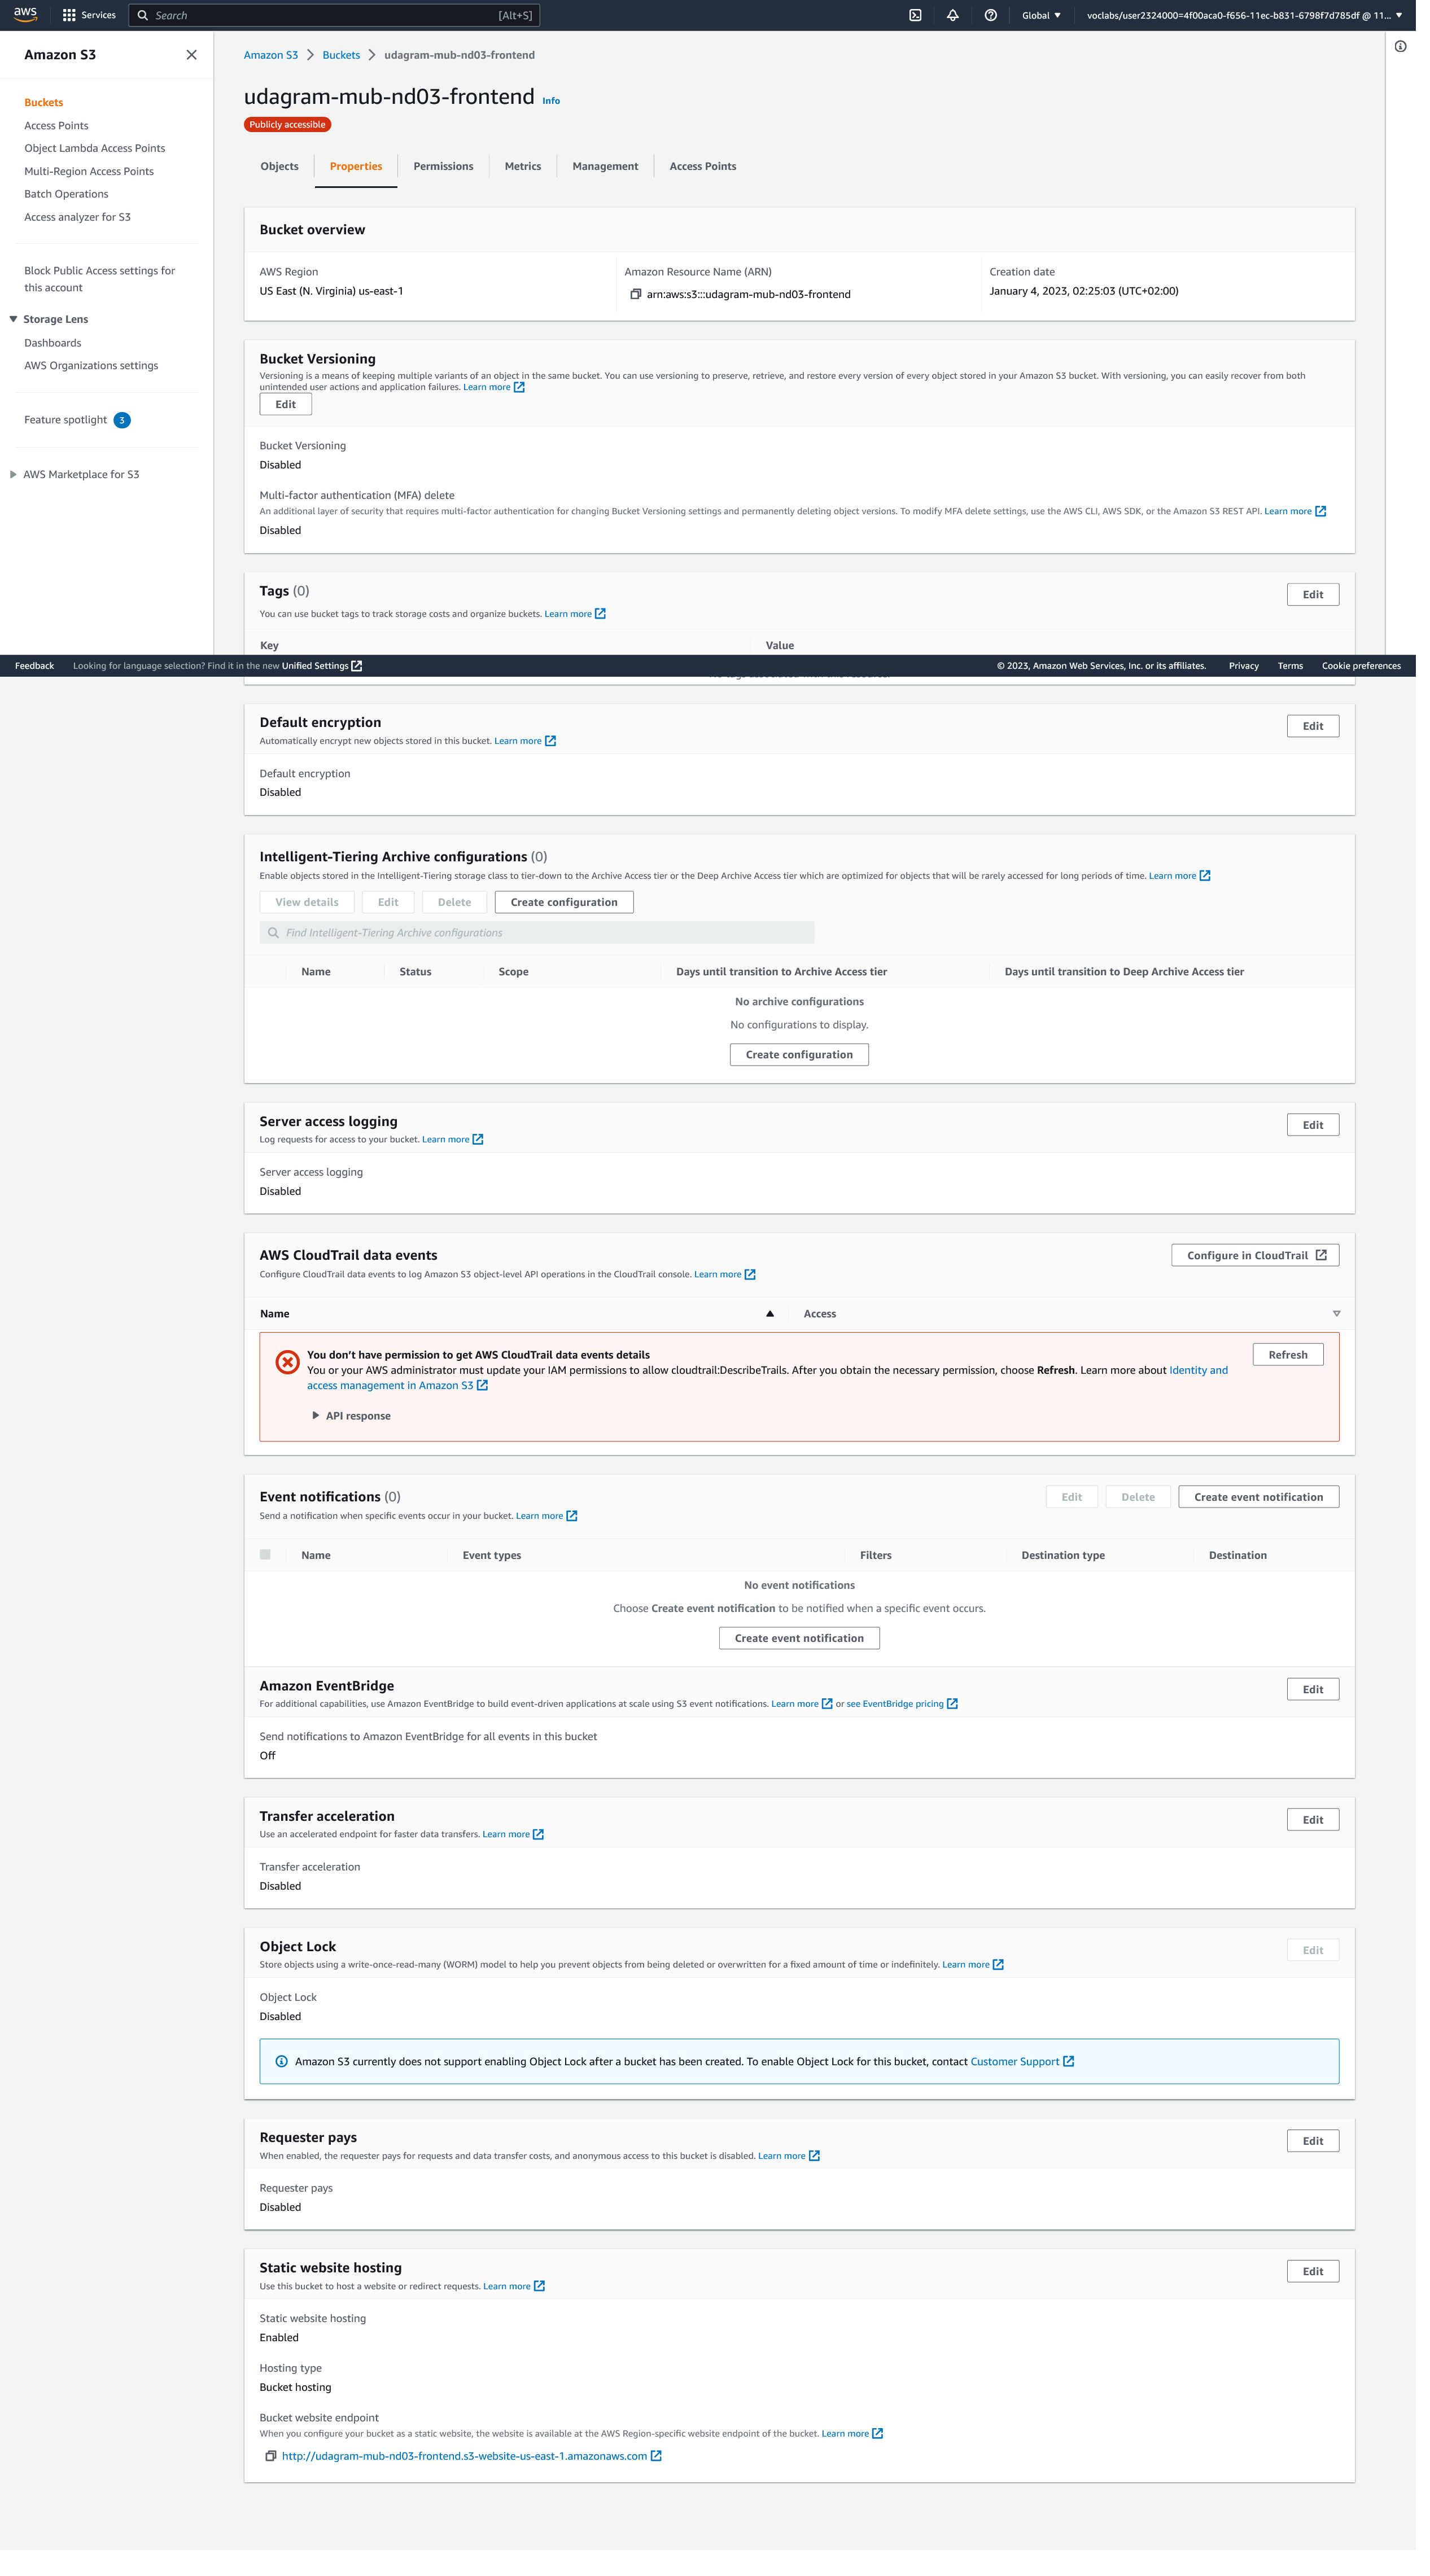 aws
Services
Search
[Alt+S]
Global
voclabs/user2324000=4f00aca0-f656-11ec-b831-6798f7d785df @ 11...
Amazon S3
Buckets
Access Points
Object Lambda Access Points
Multi-Region Access Points
Batch Operations
Access analyzer for S3
Block Public Access settings for
this account
Storage Lens
Dashboards
AWS Organizations settings
Feature spotlight 3
AWS Marketplace for S3
Amazon S3 > Buckets > udagram-mub-nd03-frontend
udagram-mub-nd03-frontend Info
Publicly accessible
Objects
Properties
Permissions
Metrics
Management
Access Points
Bucket overview
AWS Region
US East (N. Virginia) us-east-1
Amazon Resource Name (ARN)
arn:aws:s3:::udagram-mub-nd03-frontend
Creation date
January 4, 2023, 02:25:03 (UTC+02:00)
Bucket Versioning
Versioning is a means of keeping multiple variants of an object in the same bucket. You can use versioning to preserve, retrieve, and restore every version of every object stored in your Amazon S3 bucket. With versioning, you can easily recover from both
unintended user actions and application failures. Learn more
Edit
Bucket Versioning
Disabled
Multi-factor authentication (MFA) delete
An additional layer of security that requires multi-factor authentication for changing Bucket Versioning settings and permanently deleting object versions. To modify MFA delete settings, use the AWS CLI, AWS SDK, or the Amazon S3 REST API. Learn more
Disabled
Tags (0)
Edit
You can use bucket tags to track storage costs and organize buckets. Learn more
Key
Value
Feedback
Looking for language selection? Find it in the new Unified Settings
© 2023, Amazon Web Services, Inc. or its affiliates.
Privacy
Terms
Cookie preferences
Default encryption
Edit
Automatically encrypt new objects stored in this bucket. Learn more
Default encryption
Disabled
Intelligent-Tiering Archive configurations (0)
Enable objects stored in the Intelligent-Tiering storage class to tier-down to the Archive Access tier or the Deep Archive Access tier which are optimized for objects that will be rarely accessed for long periods of time. Learn more
View details
Edit
Delete
Create configuration
Find Intelligent-Tiering Archive configurations
Name
Status
Scope
Days until transition to Archive Access tier
Days until transition to Deep Archive Access tier
No archive configurations
No configurations to display.
Create configuration
Server access logging
Edit
Log requests for access to your bucket. Learn more
Server access logging
Disabled
AWS CloudTrail data events
Configure in CloudTrail
Configure CloudTrail data events to log Amazon S3 object-level API operations in the CloudTrail console. Learn more
Name
Access
You don't have permission to get AWS CloudTrail data events details
Refresh
You or your AWS administrator must update your IAM permissions to allow cloudtrail:DescribeTrails. After you obtain the necessary permission, choose Refresh. Learn more about Identity and
access management in Amazon S3
API response
Event notifications (0)
Edit
Delete
Create event notification
Send a notification when specific events occur in your bucket. Learn more
Name
Event types
Filters
Destination type
Destination
No event notifications
Choose Create event notification to be notified when a specific event occurs.
Create event notification
Amazon EventBridge
Edit
For additional capabilities, use Amazon EventBridge to build event-driven applications at scale using S3 event notifications. Learn more or see EventBridge pricing
Send notifications to Amazon EventBridge for all events in this bucket
Off
Transfer acceleration
Edit
Use an accelerated endpoint for faster data transfers. Learn more
Transfer acceleration
Disabled
Object Lock
Edit
Store objects using a write-once-read-many (WORM) model to help you prevent objects from being deleted or overwritten for a fixed amount of time or indefinitely. Learn more
Object Lock
Disabled
Amazon S3 currently does not support enabling Object Lock after a bucket has been created. To enable Object Lock for this bucket, contact Customer Support
Requester pays
Edit
When enabled, the requester pays for requests and data transfer costs, and anonymous access to this bucket is disabled. Learn more
Requester pays
Disabled
Static website hosting
Edit
Use this bucket to host a website or redirect requests. Learn more
Static website hosting
Enabled
Hosting type
Bucket hosting
Bucket website endpoint
When you configure your bucket as a static website, the website is available at the AWS Region-specific website endpoint of the bucket. Learn more
http://udagram-mub-nd03-frontend.s3-website-us-east-1.amazonaws.com